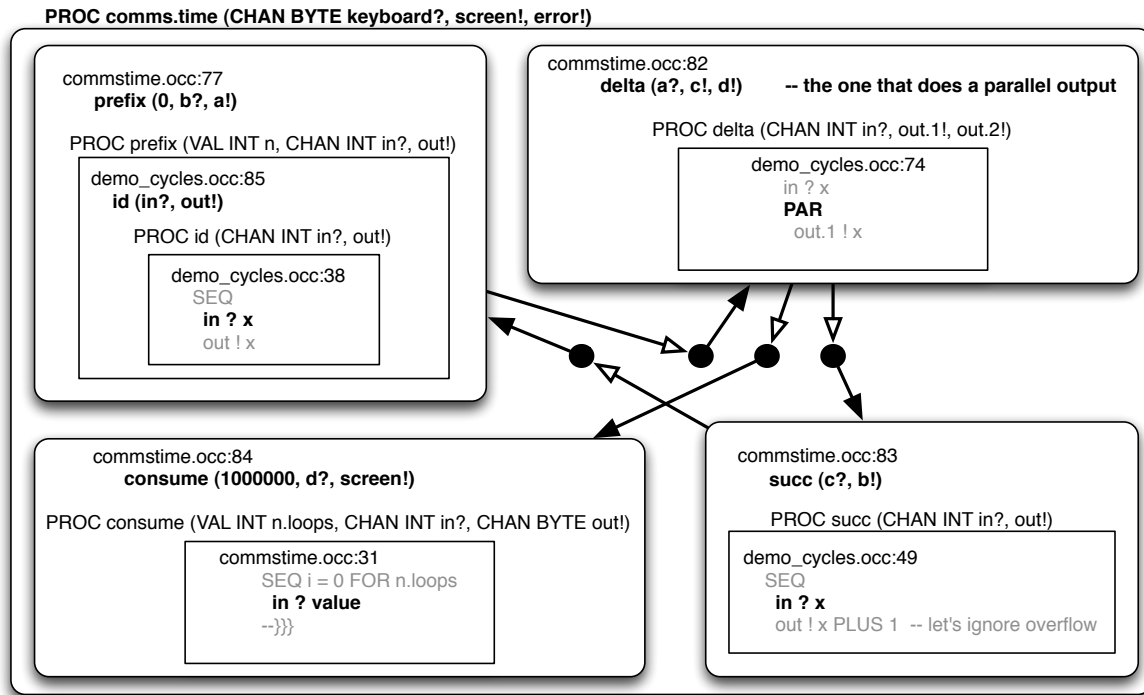 PROC comms.time (CHAN BYTE keyboard?, screen!, error!)
commstime.occ:77
prefix (0, b?, a!)
PROC prefix (VAL INT n, CHAN INT in?, out!)
demo_cycles.occ:85
id (in?, out!)
PROC id (CHAN INT in?, out!)
demo_cycles.occ:38
SEQ
in ? x
out ! x
commstime.occ:82
delta (a?, c!, d!) -- the one that does a parallel output
PROC delta (CHAN INT in?, out.1!, out.2!)
demo_cycles.occ:74
in ? x
PAR
out.1 ! x
commstime.occ:84
consume (1000000, d?, screen!)
PROC consume (VAL INT n.loops, CHAN INT in?, CHAN BYTE out!)
commstime.occ:31
SEQ i = 0 FOR n.loops
in ? value
--}}}
commstime.occ:83
succ (c?, b!)
PROC succ (CHAN INT in?, out!)
demo_cycles.occ:49
SEQ
in ? x
out ! x PLUS 1 -- let's ignore overflow